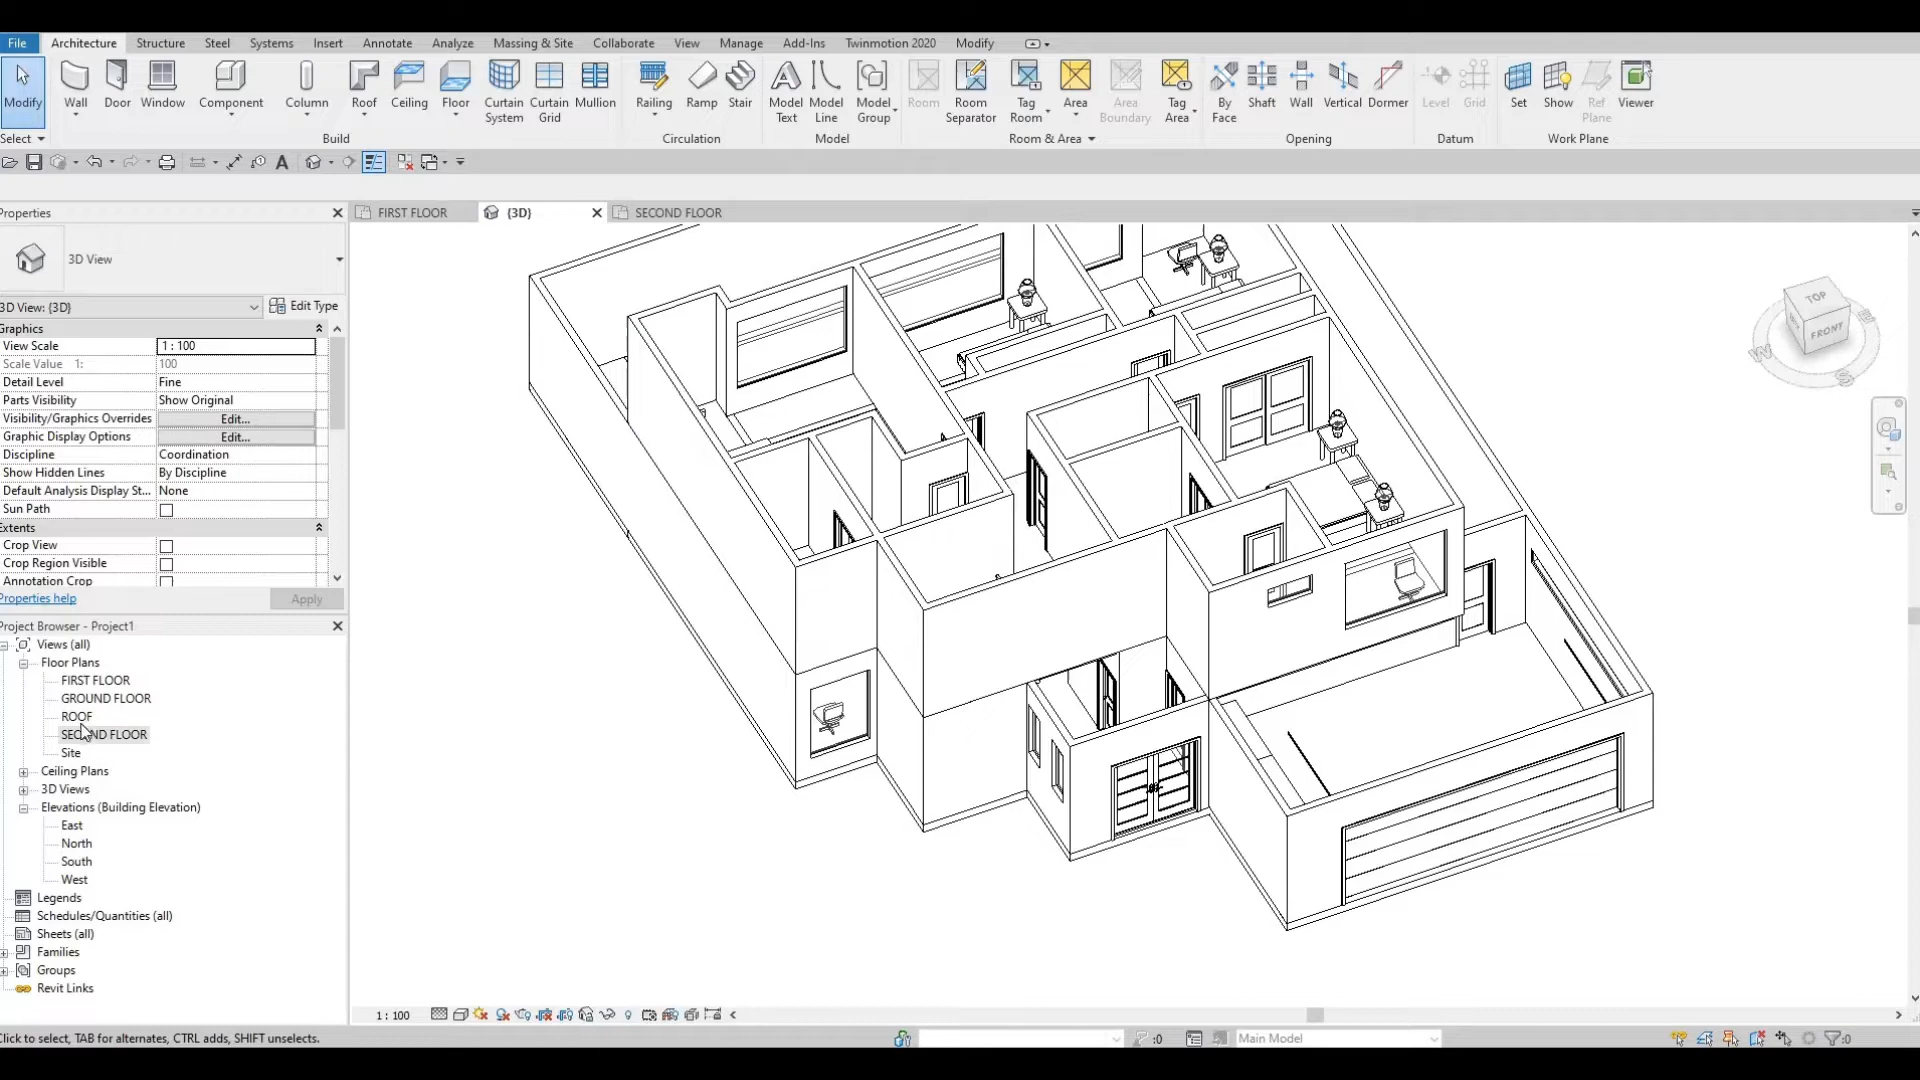 File Architecture Structure Steel Systems Insert Annotate Analyze Massing & Site Collaborate View Manage Add-Ins Twinmotion 2020 Modify
Modify Wall Door Window Component Column Roof Ceiling Floor Curtain System Curtain Grid Mullion Railing Ramp Stair Model Text Model Line Model Group Room Room Separator Tag Room Area Area Boundary Tag Area By Face Shaft Wall Vertical Dormer Level Grid Set Show Ref Plane Viewer
Select Build Circulation Model Room & Area Opening Datum Work Plane
Properties
FIRST FLOOR {3D} SECOND FLOOR
3D View
3D View: {3D} Edit Type
Graphics
View Scale 1 : 100
Scale Value 1: 100
Detail Level Fine
Parts Visibility Show Original
Visibility/Graphics Overrides Edit...
Graphic Display Options Edit...
Discipline Coordination
Show Hidden Lines By Discipline
Default Analysis Display St... None
Sun Path
Extents
Crop View
Crop Region Visible
Annotation Crop
Properties help Apply
Project Browser - Project1
Views (all)
Floor Plans
FIRST FLOOR
GROUND FLOOR
ROOF
SECOND FLOOR
Site
Ceiling Plans
3D Views
Elevations (Building Elevation)
East
North
South
West
Legends
Schedules/Quantities (all)
Sheets (all)
Families
Groups
Revit Links
TOP
FRONT
W
S
E
1 : 100
Click to select, TAB for alternates, CTRL adds, SHIFT unselects. :0 Main Model :0